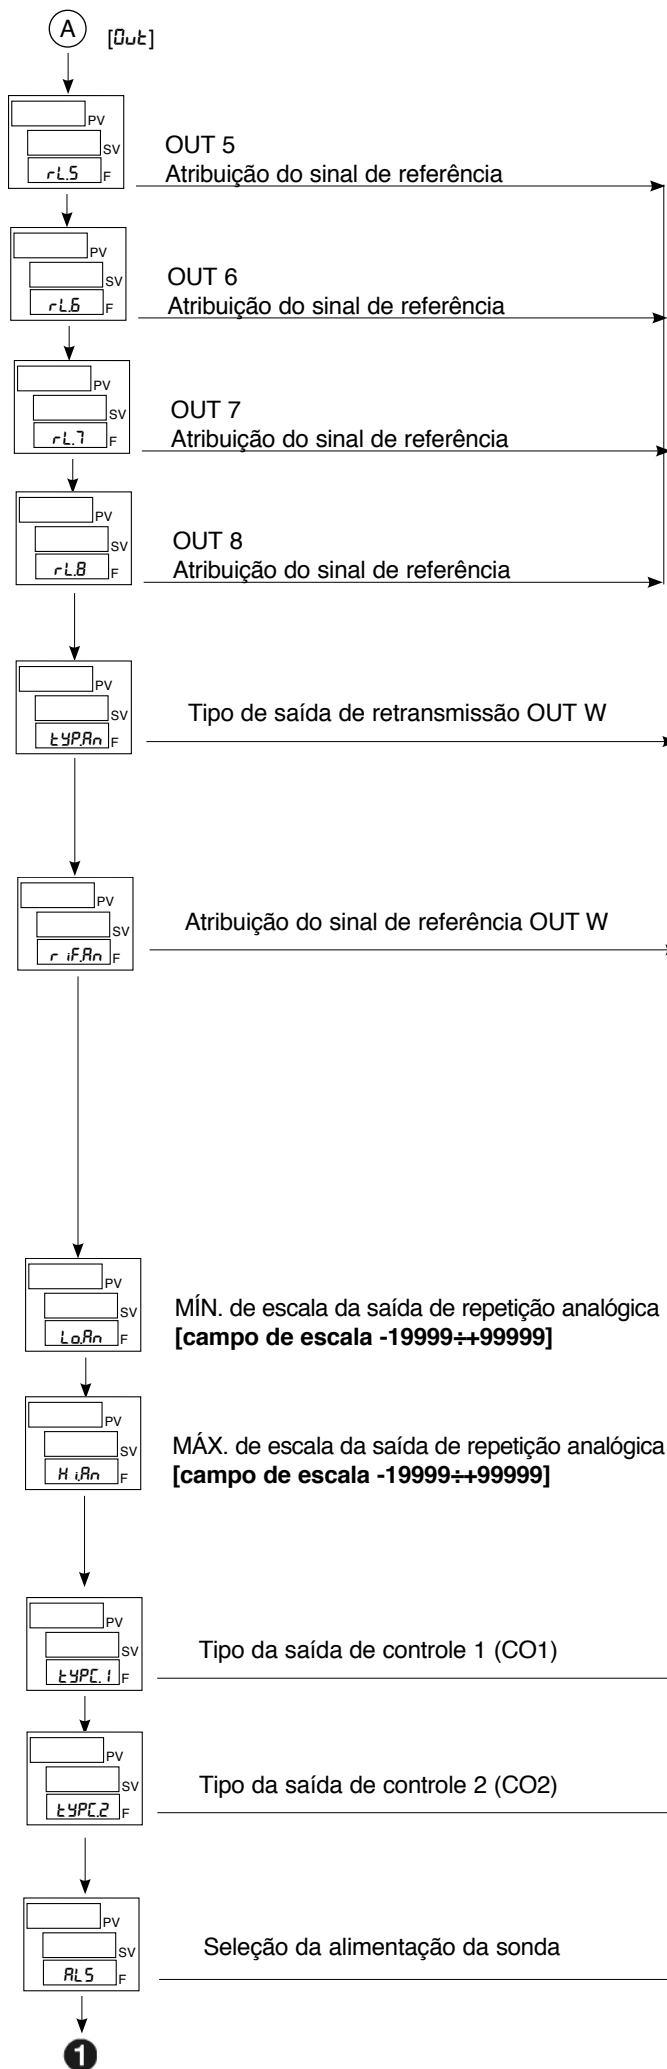 A [Out]
PV
SV
rL.5 F
OUT 5
Atribuição do sinal de referência
PV
SV
rL.6 F
OUT 6
Atribuição do sinal de referência
PV
SV
rL.7 F
OUT 7
Atribuição do sinal de referência
PV
SV
rL.8 F
OUT 8
Atribuição do sinal de referência
PV
SV
tYP.An F
Tipo de saída de retransmissão OUT W
PV
SV
riF.An F
Atribuição do sinal de referência OUT W
PV
SV
Lo.An F
MÍN. de escala da saída de repetição analógica
[campo de escala -19999÷+99999]
PV
SV
Hi.An F
MÁX. de escala da saída de repetição analógica
[campo de escala -19999÷+99999]
PV
SV
tYPC.1 F
Tipo da saída de controle 1 (CO1)
PV
SV
tYPC.2 F
Tipo da saída de controle 2 (CO2)
PV
SV
ALS F
Seleção da alimentação da sonda
1